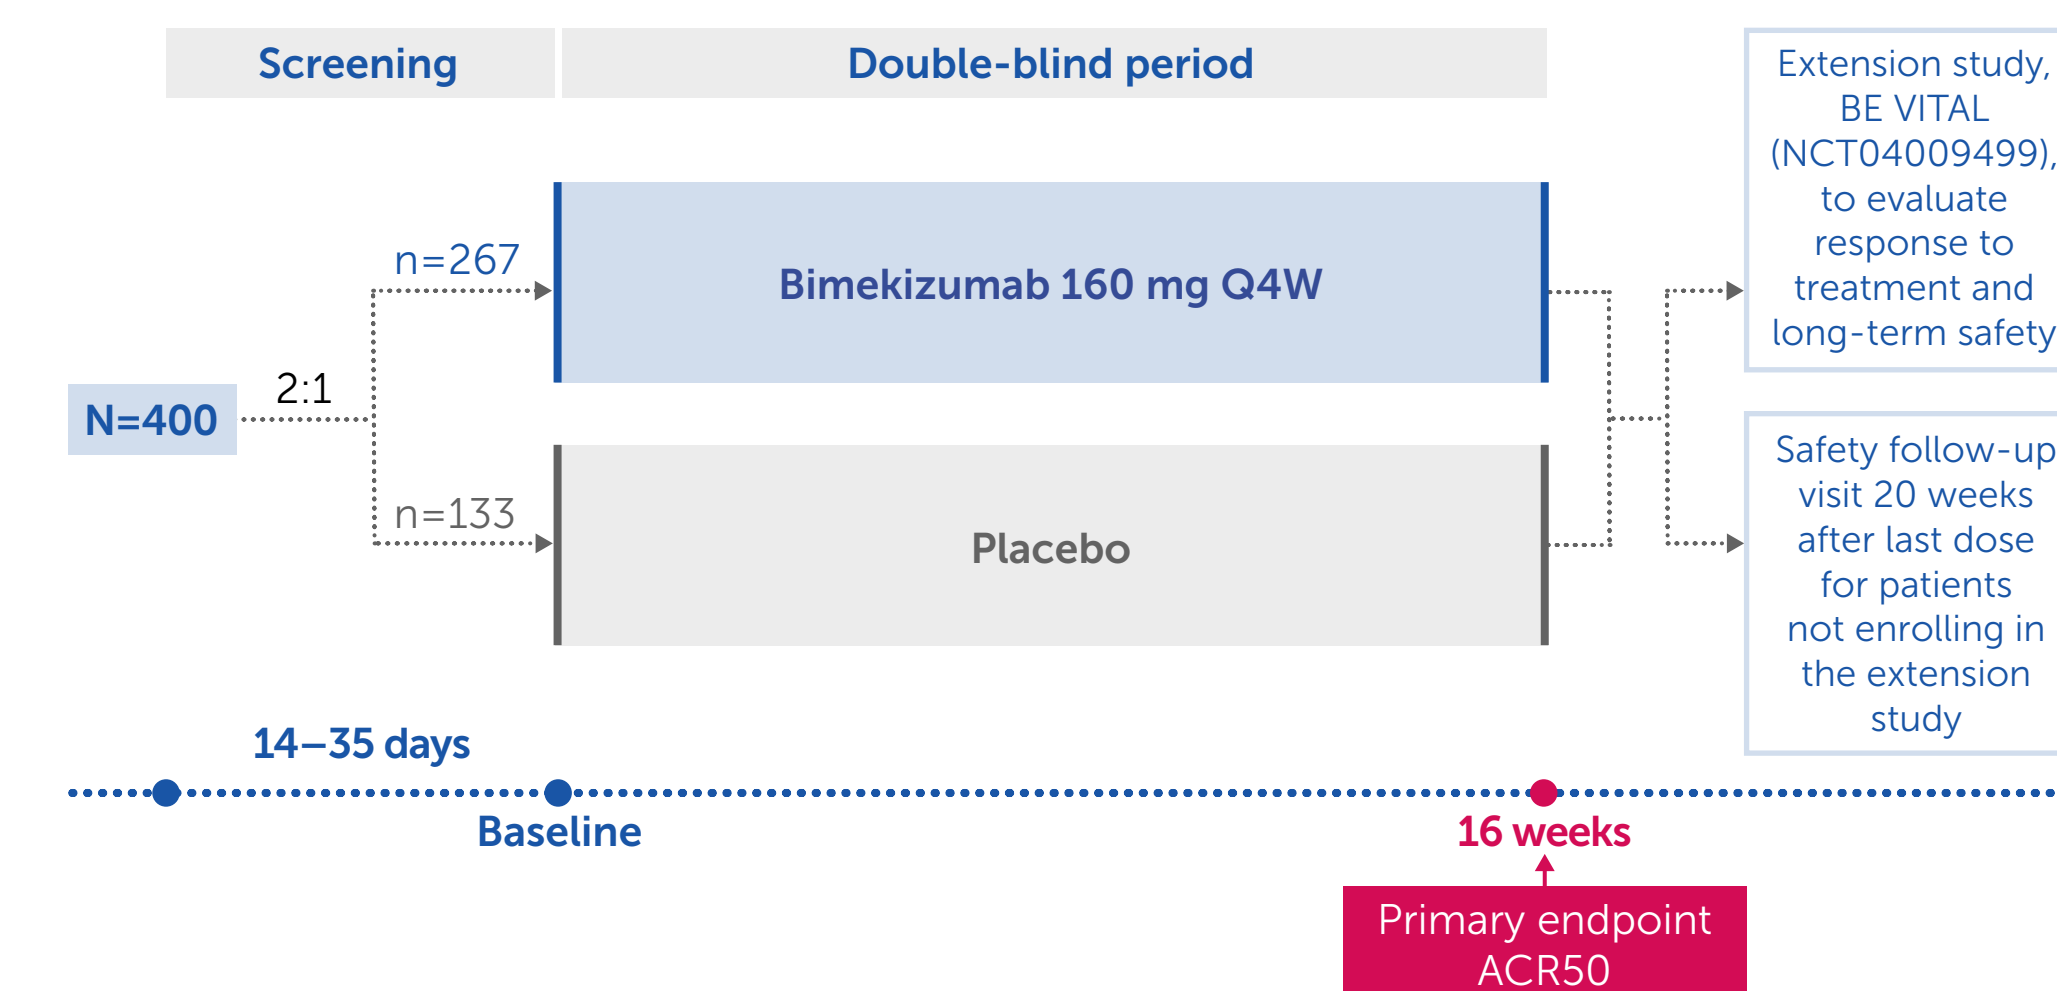 Screening
Double-blind period
Extension study,
BE VITAL
(NCT04009499),
to evaluate
response to
treatment and
long-term safety
n=267
Bimekizumab 160 mg Q4W
2:1
N=400
n=133
Placebo
Safety follow-up
visit 20 weeks
after last dose
for patients
not enrolling in
the extension
study
14–35 days
Baseline
16 weeks
Primary endpoint
ACR50